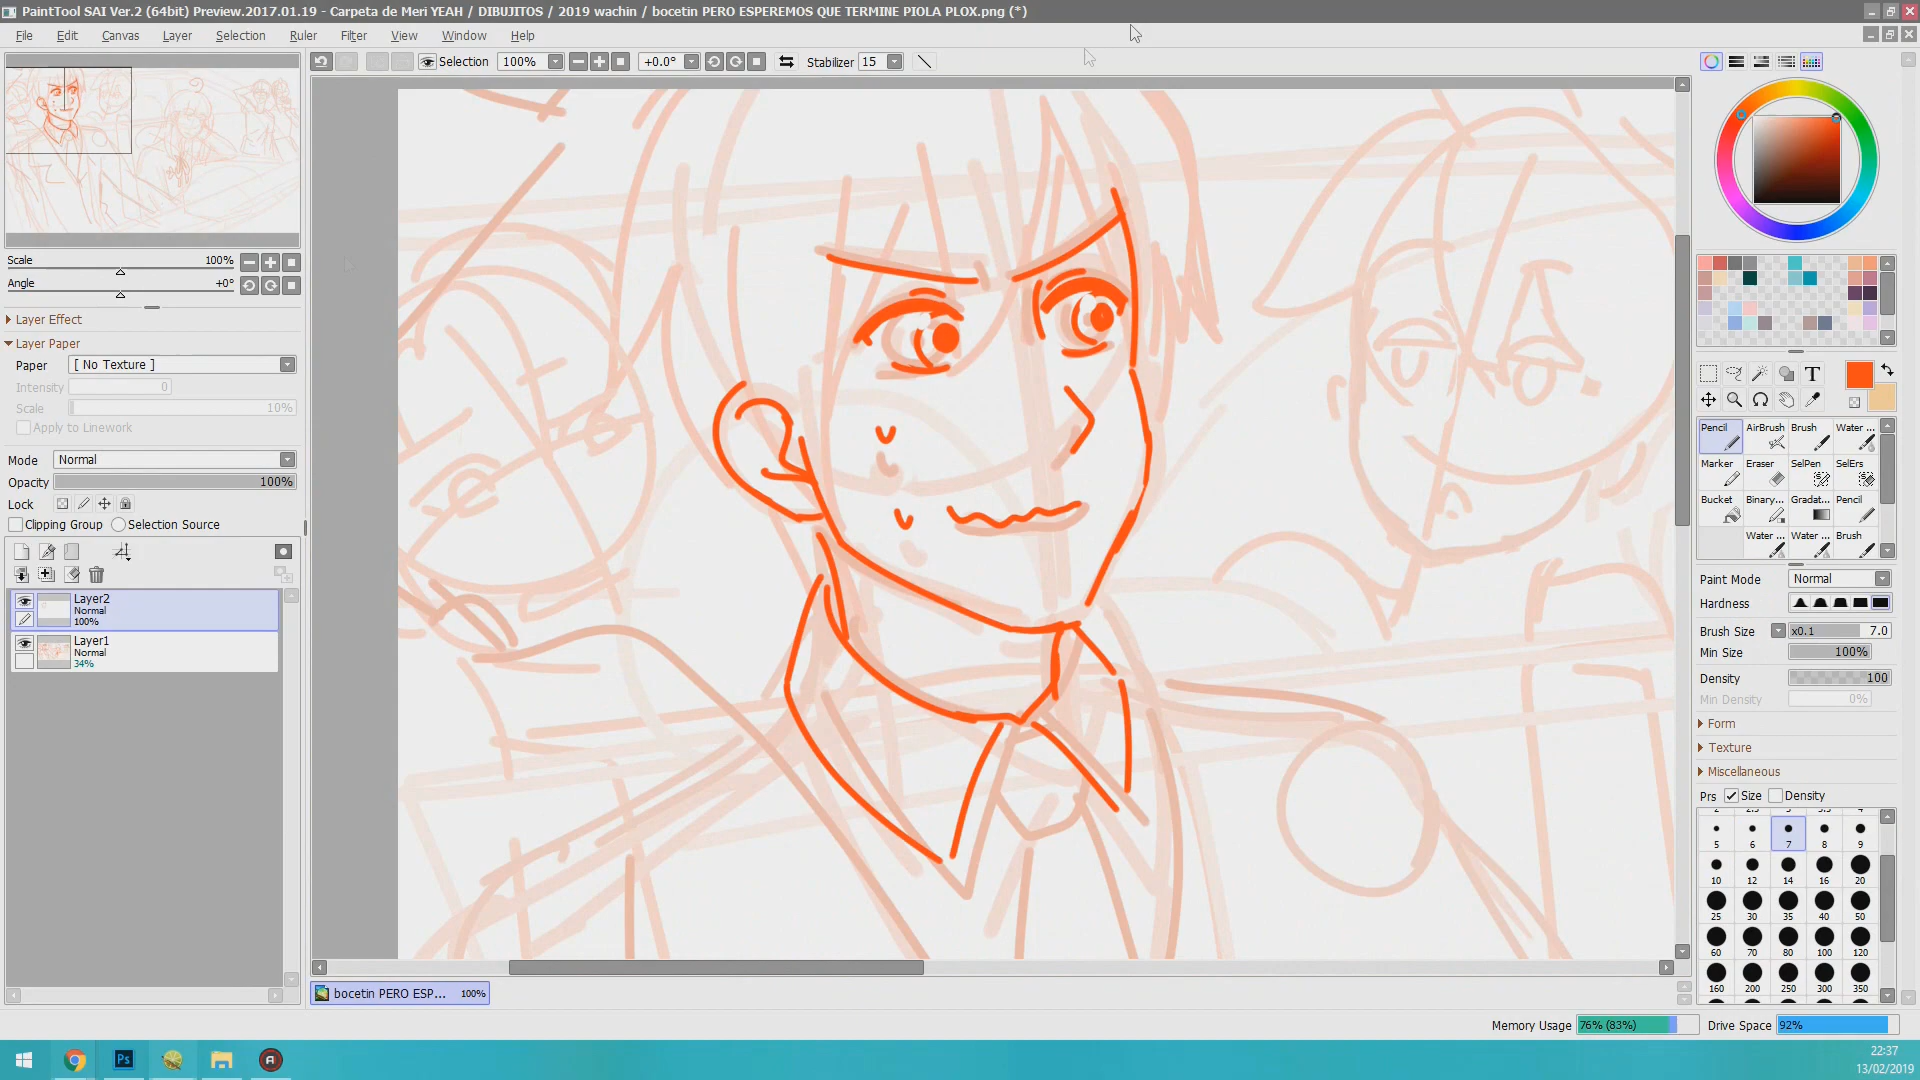 PaintTool SAI Ver.2 (64bit) Preview.2017.01.19 - Carpeta de Meri YEAH / DIBUJITOS / 2019 wachin / bocetin PERO ESPEREMOS QUE TERMINE PIOLA PLOX.png (*)
File Edit Canvas Layer Selection Ruler Filter View Window Help
Selection 100% +0.0° Stabilizer 15
Scale 100%
Angle +0°
Layer Effect
Layer Paper
Paper [ No Texture ]
Intensity 0
Scale 10%
Apply to Linework
Mode Normal
Opacity 100%
Lock
Clipping Group Selection Source
Layer2
Normal
100%
Layer1
Normal
34%
T
Pencil AirBrush Brush Water ...
Marker Eraser SelPen SelErs
Bucket Binary... Gradat... Pencil
Water ... Water ... Brush
Paint Mode Normal
Hardness
Brush Size x0.1 7.0
Min Size 100%
Density 100
Min Density 0%
Form
Texture
Miscellaneous
Prs Size Density
5 6 7 8 9
10 12 14 16 20
25 30 35 40 50
60 70 80 100 120
160 200 250 300 350
bocetin PERO ESP... 100%
Memory Usage 76% (83%) Drive Space 92%
Ps
22:37
13/02/2019